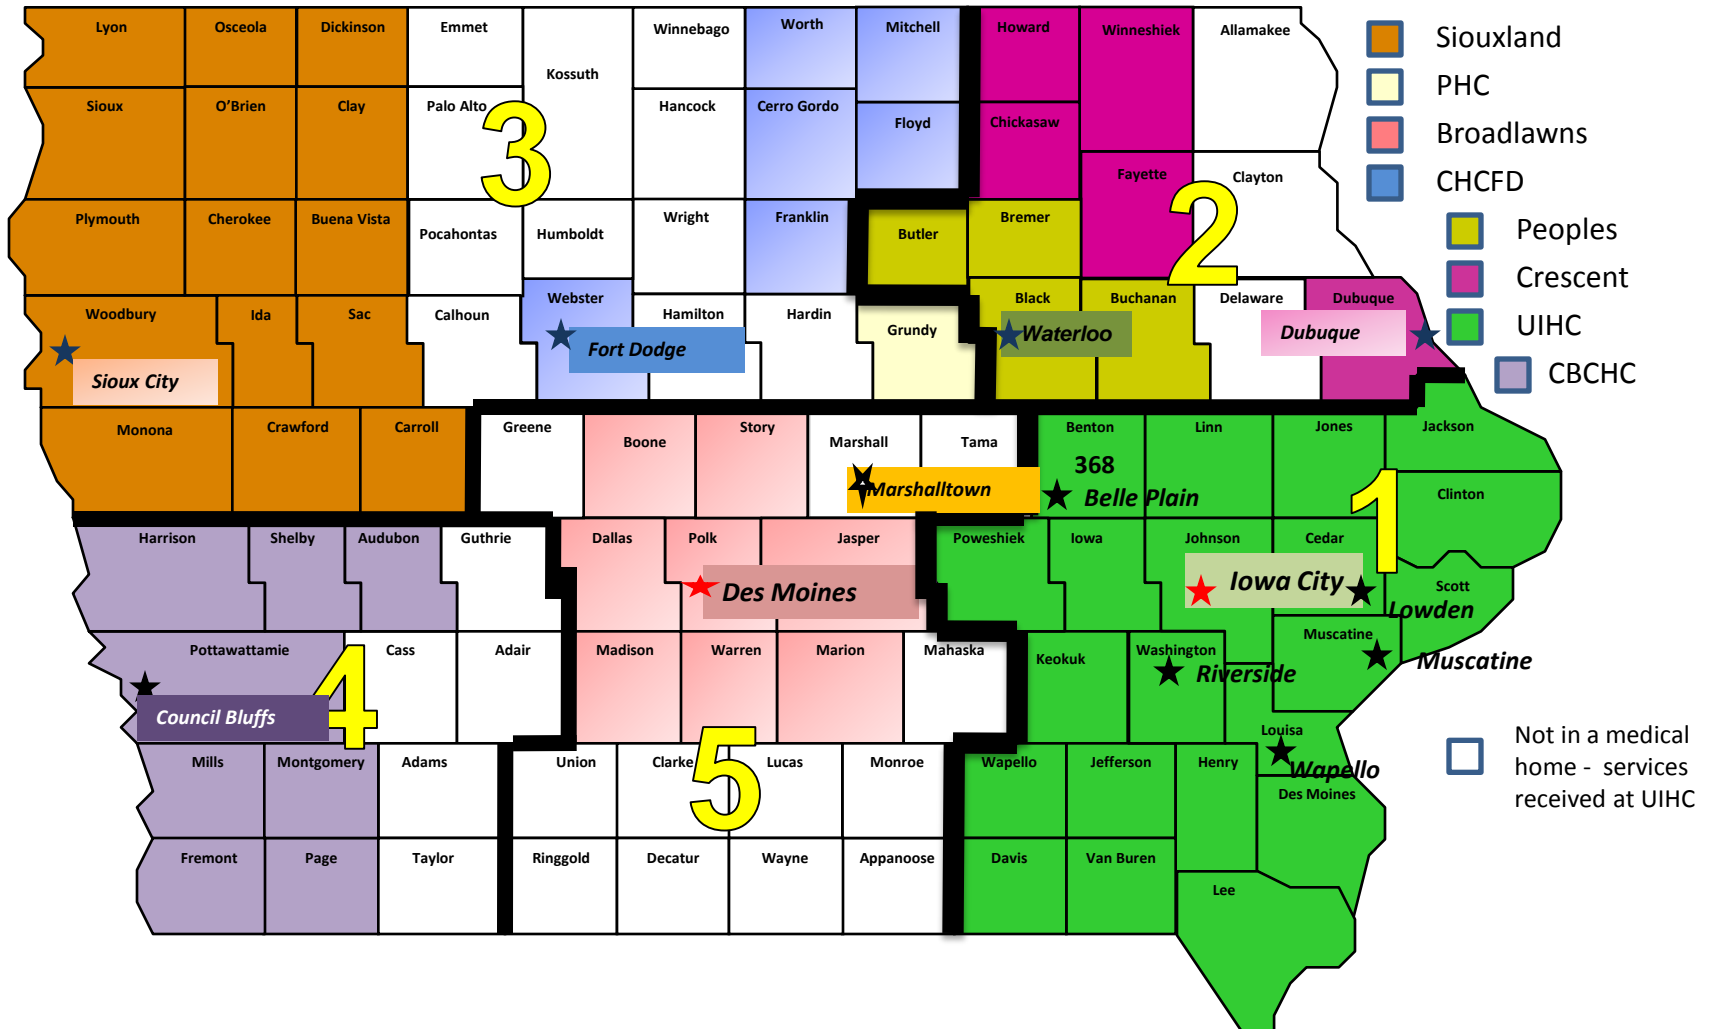 Lyon
Osceola
Dickinson
Emmet
Kossuth
Winnebago
Worth
Mitchell
Howard
Winneshiek
Allamakee
Sioux
O’Brien
Clay
Palo Alto
Hancock
Cerro Gordo
Floyd
Chickasaw
Fayette
Clayton
3
2
Plymouth
Cherokee
Buena Vista
Pocahontas
Humboldt
Wright
Franklin
Butler
Bremer
Woodbury
Ida
Sac
Calhoun
Webster
Hamilton
Hardin
Grundy
Black
Buchanan
Delaware
Dubuque
Sioux City
Fort Dodge
Waterloo
Dubuque
Monona
Crawford
Carroll
Greene
Boone
Story
Marshall
Tama
Benton
Linn
Jones
Jackson
368
Marshalltown
Belle Plain
1
Clinton
Harrison
Shelby
Audubon
Guthrie
Dallas
Polk
Jasper
Poweshiek
Iowa
Johnson
Cedar
Scott
Des Moines
Iowa City
Lowden
Pottawattamie
Cass
Adair
Madison
Warren
Marion
Mahaska
Keokuk
Washington
Muscatine
Riverside
Muscatine
Council Bluffs
4
5
Louisa
Wapello
Mills
Montgomery
Adams
Union
Clarke
Lucas
Monroe
Wapello
Jefferson
Henry
Des Moines
Fremont
Page
Taylor
Ringgold
Decatur
Wayne
Appanoose
Davis
Van Buren
Lee
Siouxland
PHC
Broadlawns
CHCFD
Peoples
Crescent
UIHC
CBCHC
Not in a medical
home - services
received at UIHC